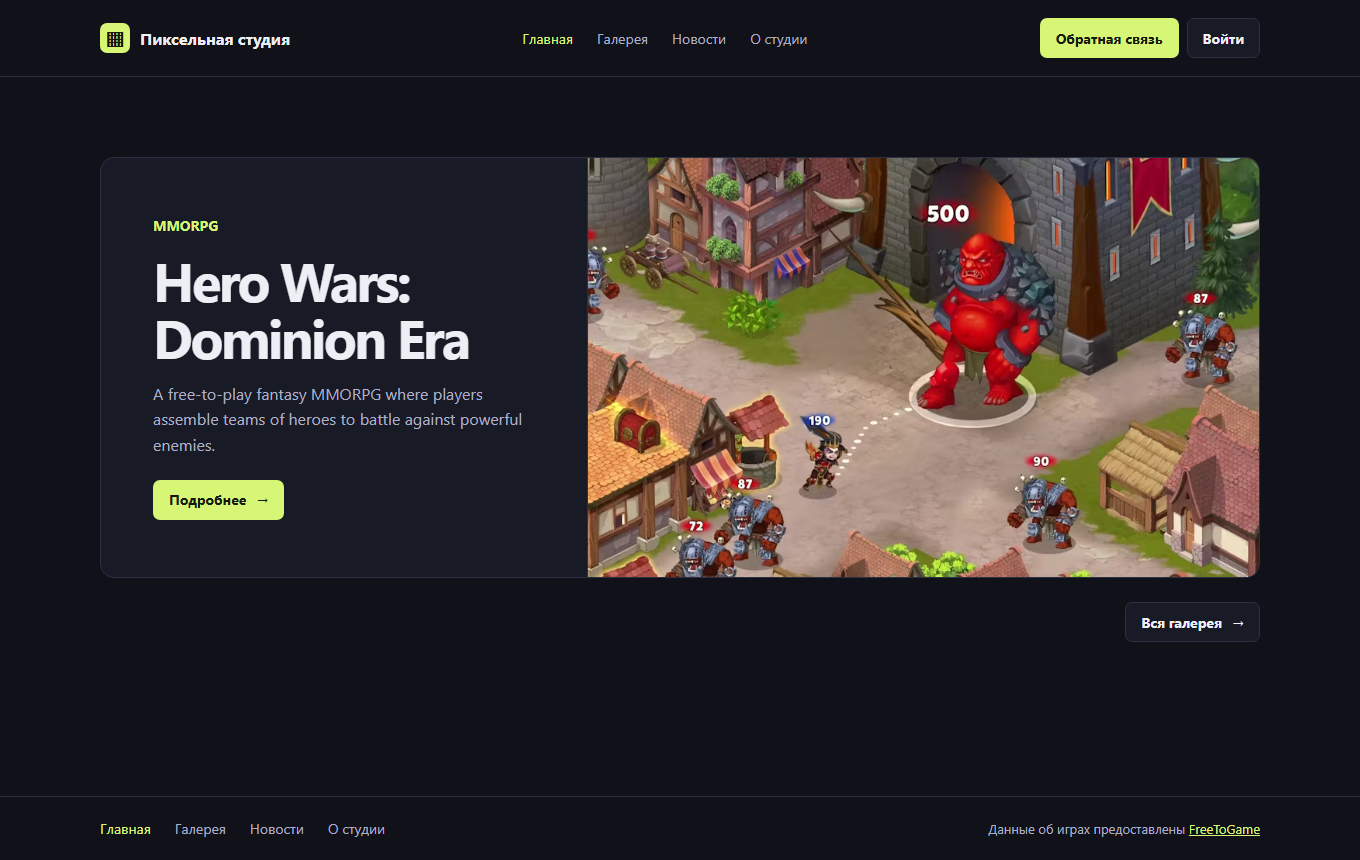 Пиксельная студия
Главная Галерея Новости О студии
Обратная связь
Войти
MMORPG
Hero Wars:
Dominion Era
A free-to-play fantasy MMORPG where players
assemble teams of heroes to battle against powerful
enemies.
Подробнее →
500
87
190
90
87
72
Вся галерея →
Главная Галерея Новости О студии
Данные об играх предоставлены FreeToGame